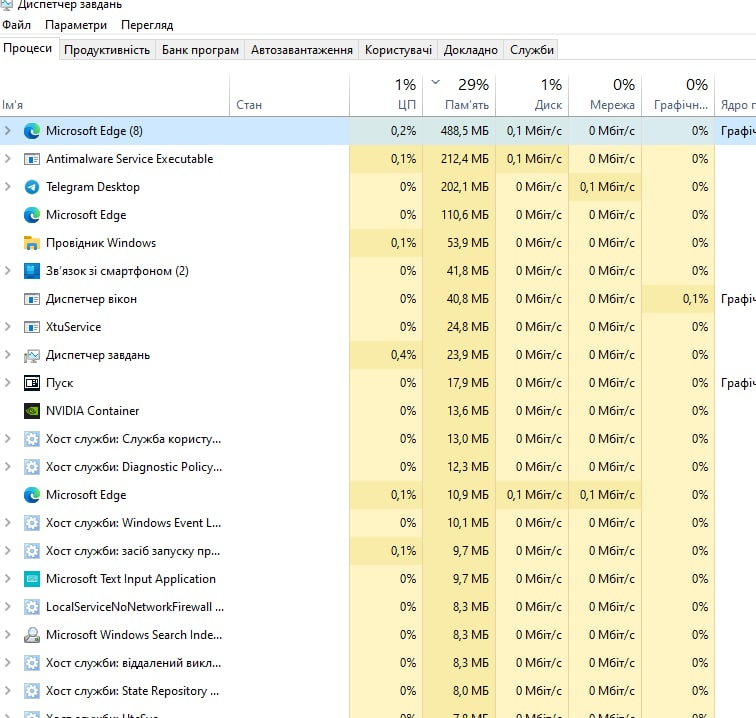 Диспетчер завдань
Файл Параметри Перегляд
Процеси Продуктивність Банк програм Автозавантаження Користувачі Докладно Служби
1% 29% 1% 0% 0%
Ім'я Стан ЦП Пам'ять Диск Мережа Графічн... Ядро г
Microsoft Edge (8) 0,2% 488,5 МБ 0,1 Мбіт/с 0 Мбіт/с 0% Графіч
Antimalware Service Executable 0,1% 212,4 МБ 0,1 Мбіт/с 0 Мбіт/с 0%
Telegram Desktop 0% 202,1 МБ 0 Мбіт/с 0,1 Мбіт/с 0%
Microsoft Edge 0% 110,6 МБ 0 Мбіт/с 0 Мбіт/с 0%
Провідник Windows 0,1% 53,9 МБ 0 Мбіт/с 0 Мбіт/с 0%
Зв'язок зі смартфоном (2) 0% 41,8 МБ 0 Мбіт/с 0 Мбіт/с 0%
Диспетчер вікон 0% 40,8 МБ 0 Мбіт/с 0 Мбіт/с 0,1% Графіч
XtuService 0% 24,8 МБ 0 Мбіт/с 0 Мбіт/с 0%
Диспетчер завдань 0,4% 23,9 МБ 0 Мбіт/с 0 Мбіт/с 0%
Пуск 0% 17,9 МБ 0 Мбіт/с 0 Мбіт/с 0% Графіч
NVIDIA Container 0% 13,6 МБ 0 Мбіт/с 0 Мбіт/с 0%
Хост служби: Служба користу... 0% 13,0 МБ 0 Мбіт/с 0 Мбіт/с 0%
Хост служби: Diagnostic Policy... 0% 12,3 МБ 0 Мбіт/с 0 Мбіт/с 0%
Microsoft Edge 0,1% 10,9 МБ 0,1 Мбіт/с 0,1 Мбіт/с 0%
Хост служби: Windows Event L... 0% 10,1 МБ 0 Мбіт/с 0 Мбіт/с 0%
Хост служби: засіб запуску пр... 0,1% 9,7 МБ 0 Мбіт/с 0 Мбіт/с 0%
Microsoft Text Input Application 0% 9,7 МБ 0 Мбіт/с 0 Мбіт/с 0%
LocalServiceNoNetworkFirewall ... 0% 8,3 МБ 0 Мбіт/с 0 Мбіт/с 0%
Microsoft Windows Search Inde... 0% 8,3 МБ 0 Мбіт/с 0 Мбіт/с 0%
Хост служби: віддалений викл... 0% 8,3 МБ 0 Мбіт/с 0 Мбіт/с 0%
Хост служби: State Repository ... 0% 8,0 МБ 0 Мбіт/с 0 Мбіт/с 0%